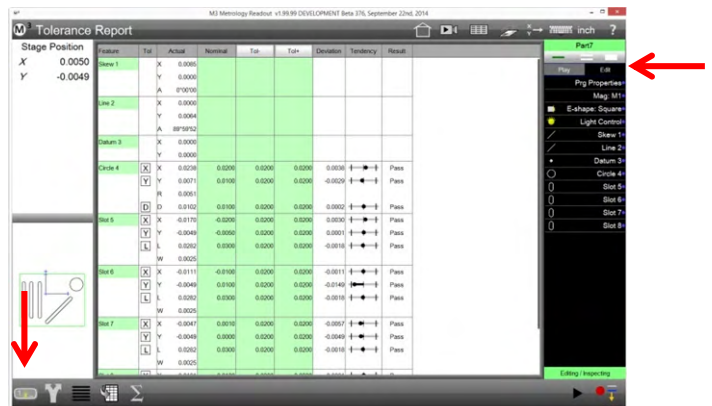 M3 Metrology Readout v1.99.99 DEVELOPMENT Beta 376, September 22nd, 2014
M3 Tolerance Report
inch ?
Stage Position
X 0.0050
Y -0.0049
Feature Tol Actual Nominal Tol- Tol+ Deviation Tendency Result
Skew 1 X 0.0085
Y 0.0000
A 0°00'00
Line 2 X 0.0000
Y 0.0064
A 89°59'52
Datum 3 X 0.0000
Y 0.0000
Circle 4 X X 0.0238 0.0200 0.0200 0.0200 0.0038 Pass
Y Y 0.0071 0.0100 0.0200 0.0200 -0.0029 Pass
R 0.0051
D D 0.0102 0.0100 0.0200 0.0200 0.0002 Pass
Slot 5 X X -0.0170 -0.0200 0.0200 0.0200 0.0030 Pass
Y Y -0.0049 -0.0050 0.0200 0.0200 0.0001 Pass
L L 0.0282 0.0300 0.0200 0.0200 -0.0018 Pass
W 0.0025
Slot 6 X X -0.0111 -0.0100 0.0200 0.0200 -0.0011 Pass
Y Y -0.0049 0.0100 0.0200 0.0200 -0.0149 Pass
L L 0.0282 0.0300 0.0200 0.0200 -0.0018 Pass
W 0.0025
Slot 7 X X -0.0047 0.0010 0.0200 0.0200 -0.0057 Pass
Y Y -0.0049 0.0000 0.0200 0.0200 -0.0049 Pass
L L 0.0282 0.0300 0.0200 0.0200 -0.0018 Pass
W 0.0025
Part7
Play Edit
Prg Properties
Mag: M1
E-shape: Square
Light Control
Skew 1
Line 2
Datum 3
Circle 4
Slot 5
Slot 6
Slot 7
Slot 8
Editing / Inspecting